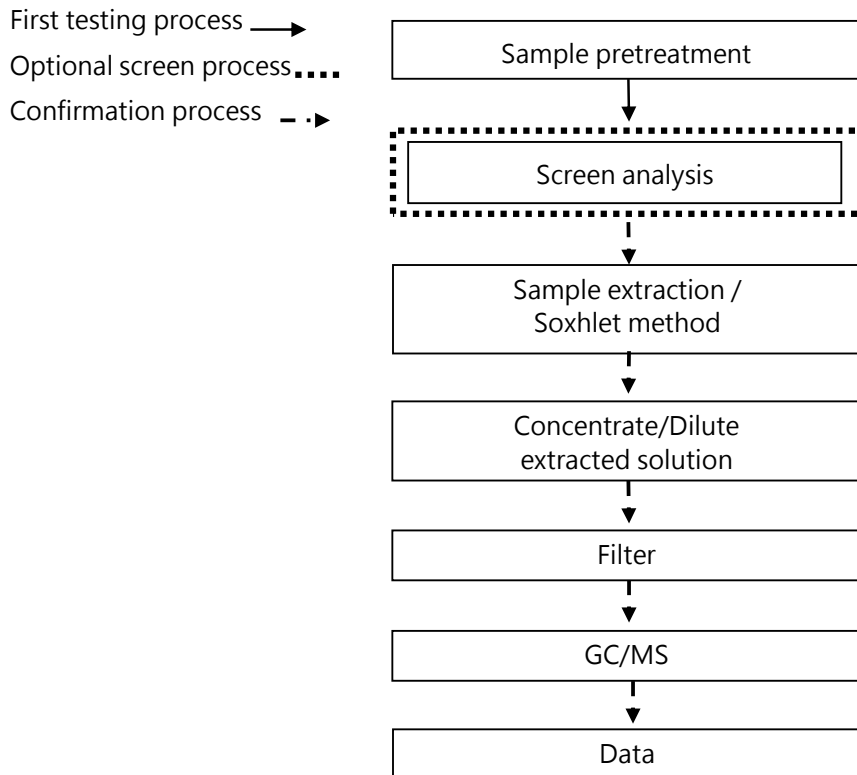 First testing process
Optional screen process
Confirmation process
Sample pretreatment
Screen analysis
Sample extraction /
Soxhlet method
Concentrate/Dilute
extracted solution
Filter
GC/MS
Data